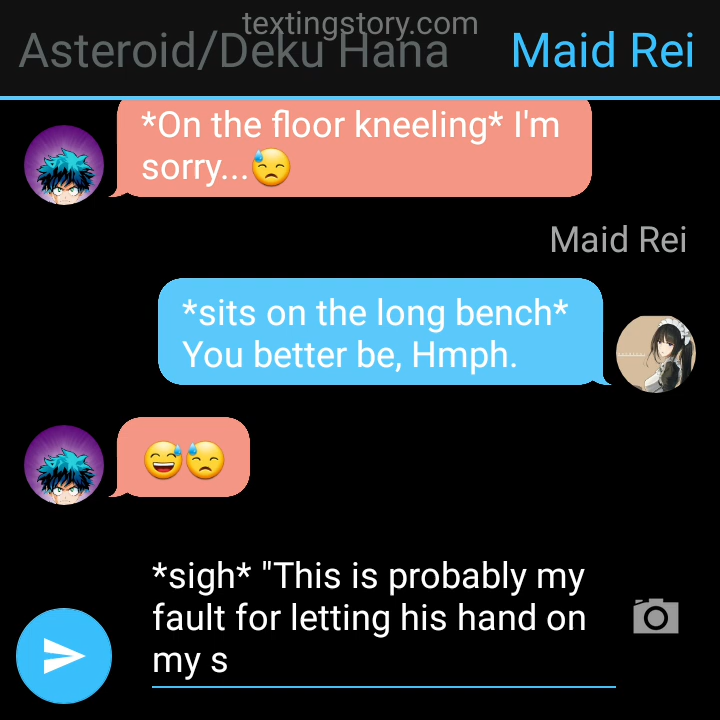 textingstory.com
Asteroid/Deku Hana Maid Rei
*On the floor kneeling* I'm
sorry...😓
Maid Rei
*sits on the long bench*
You better be, Hmph.
😅😓
*sigh* "This is probably my
fault for letting his hand on
my s